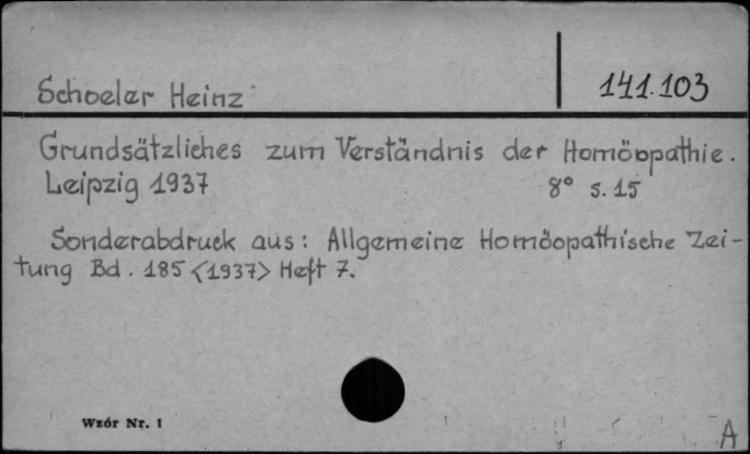 Schoeler Heinz 141.103
Grundsätzliches zum Verständnis der Homöopathie.
Leipzig 1937 8° s. 15
Sonderabdruck aus: Allgemeine Homöopathische Zei-
tung Bd. 185 <1937> Heft 7.
Wzór Nr. 1
A